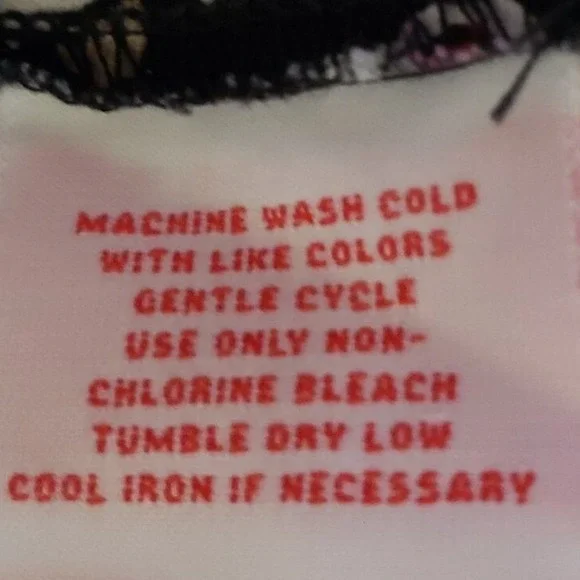 MACHINE WASH COLD
WITH LIKE COLORS
GENTLE CYCLE
USE ONLY NON-
CHLORINE BLEACH
TUMBLE DRY LOW
COOL IRON IF NECESSARY